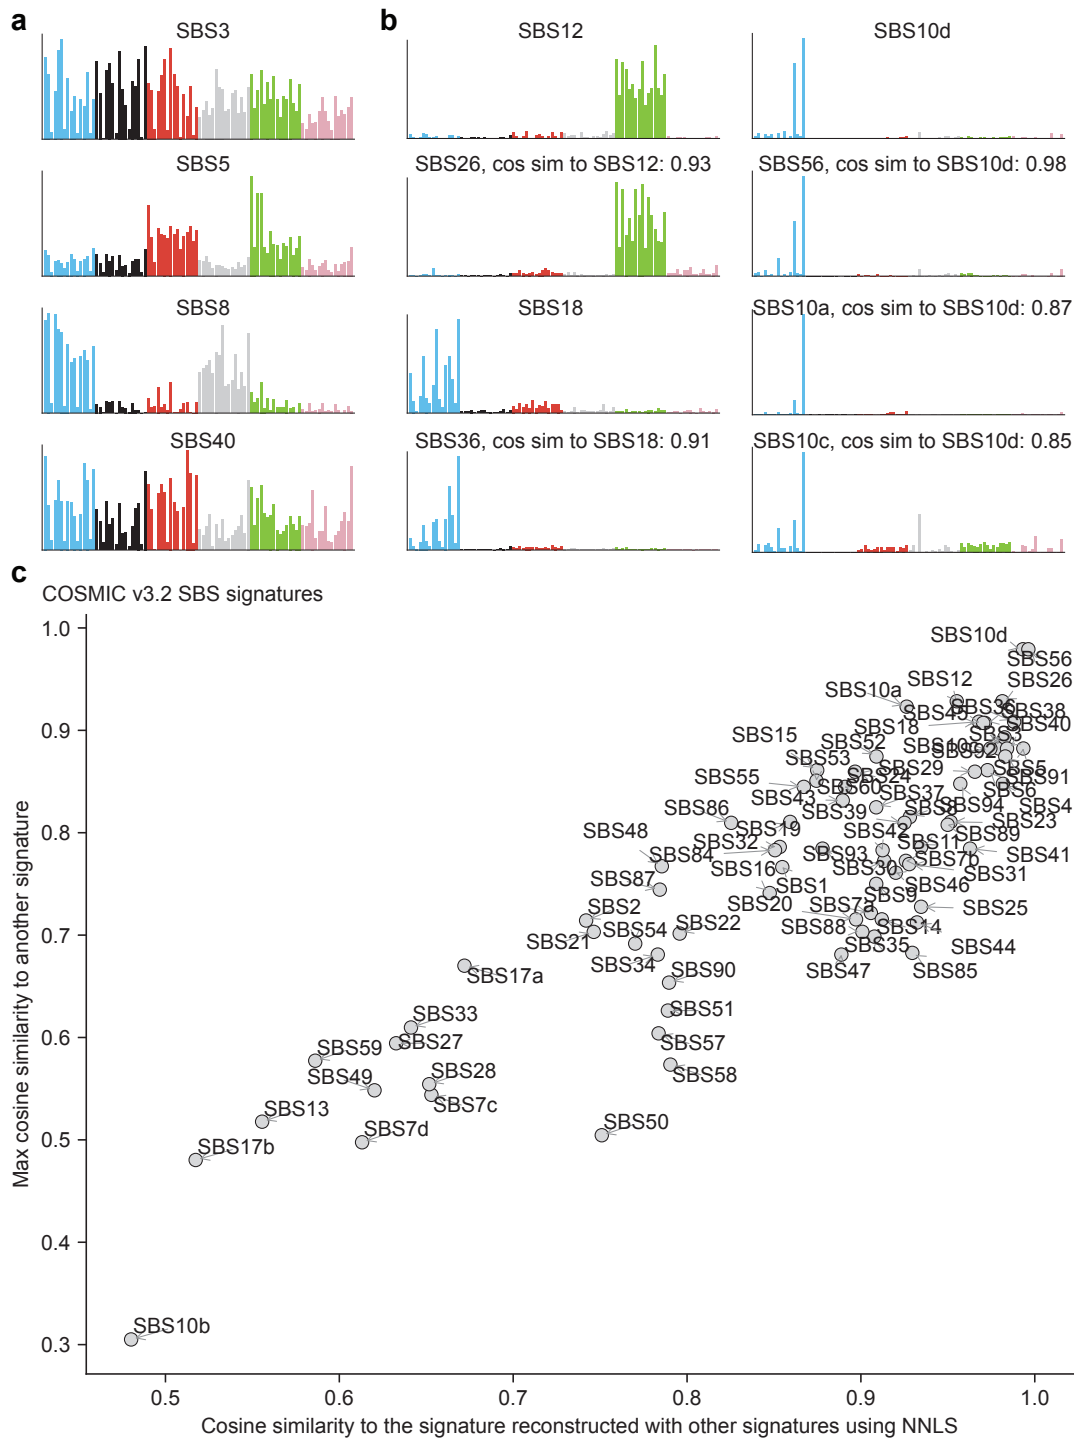 a
SBS3
SBS5
SBS8
SBS40
b
SBS12
SBS10d
SBS26, cos sim to SBS12: 0.93
SBS56, cos sim to SBS10d: 0.98
SBS18
SBS10a, cos sim to SBS10d: 0.87
SBS36, cos sim to SBS18: 0.91
SBS10c, cos sim to SBS10d: 0.85
c
COSMIC v3.2 SBS signatures
Max cosine similarity to another signature
1.0
0.9
0.8
0.7
0.6
0.5
0.4
0.3
SBS10d
SBS56
SBS12
SBS26
SBS10a
SBS45
SBS36
SBS38
SBS18
SBS40
SBS15
SBS52
SBS10c
SBS3
SBS92
SBS53
SBS24
SBS29
SBS5
SBS91
SBS55
SBS60
SBS6
SBS43
SBS37
SBS94
SBS4
SBS86
SBS39
SBS8
SBS23
SBS48
SBS19
SBS42
SBS89
SBS32
SBS11
SBS84
SBS93
SBS7b
SBS41
SBS16
SBS30
SBS31
SBS87
SBS1
SBS46
SBS9
SBS20
SBS7a
SBS25
SBS2
SBS54
SBS22
SBS88
SBS14
SBS21
SBS35
SBS44
SBS34
SBS47
SBS85
SBS17a
SBS90
SBS33
SBS51
SBS27
SBS57
SBS59
SBS28
SBS58
SBS49
SBS7c
SBS13
SBS50
SBS7d
SBS17b
SBS10b
0.5
0.6
0.7
0.8
0.9
1.0
Cosine similarity to the signature reconstructed with other signatures using NNLS